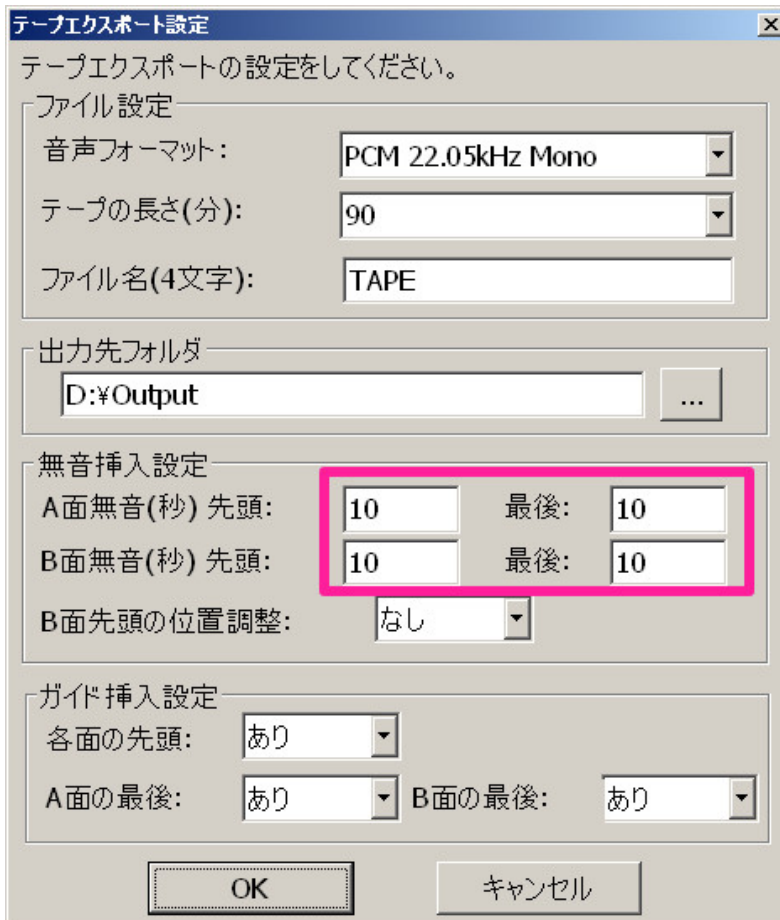 テープエクスポート設定
テープエクスポートの設定をしてください。
ファイル設定
音声フォーマット: PCM 22.05kHz Mono
テープの長さ(分): 90
ファイル名(4文字): TAPE
出力先フォルダ
D:¥Output ...
無音挿入設定
A面無音(秒) 先頭: 10 最後: 10
B面無音(秒) 先頭: 10 最後: 10
B面先頭の位置調整: なし
ガイド挿入設定
各面の先頭: あり
A面の最後: あり B面の最後: あり
OK キャンセル